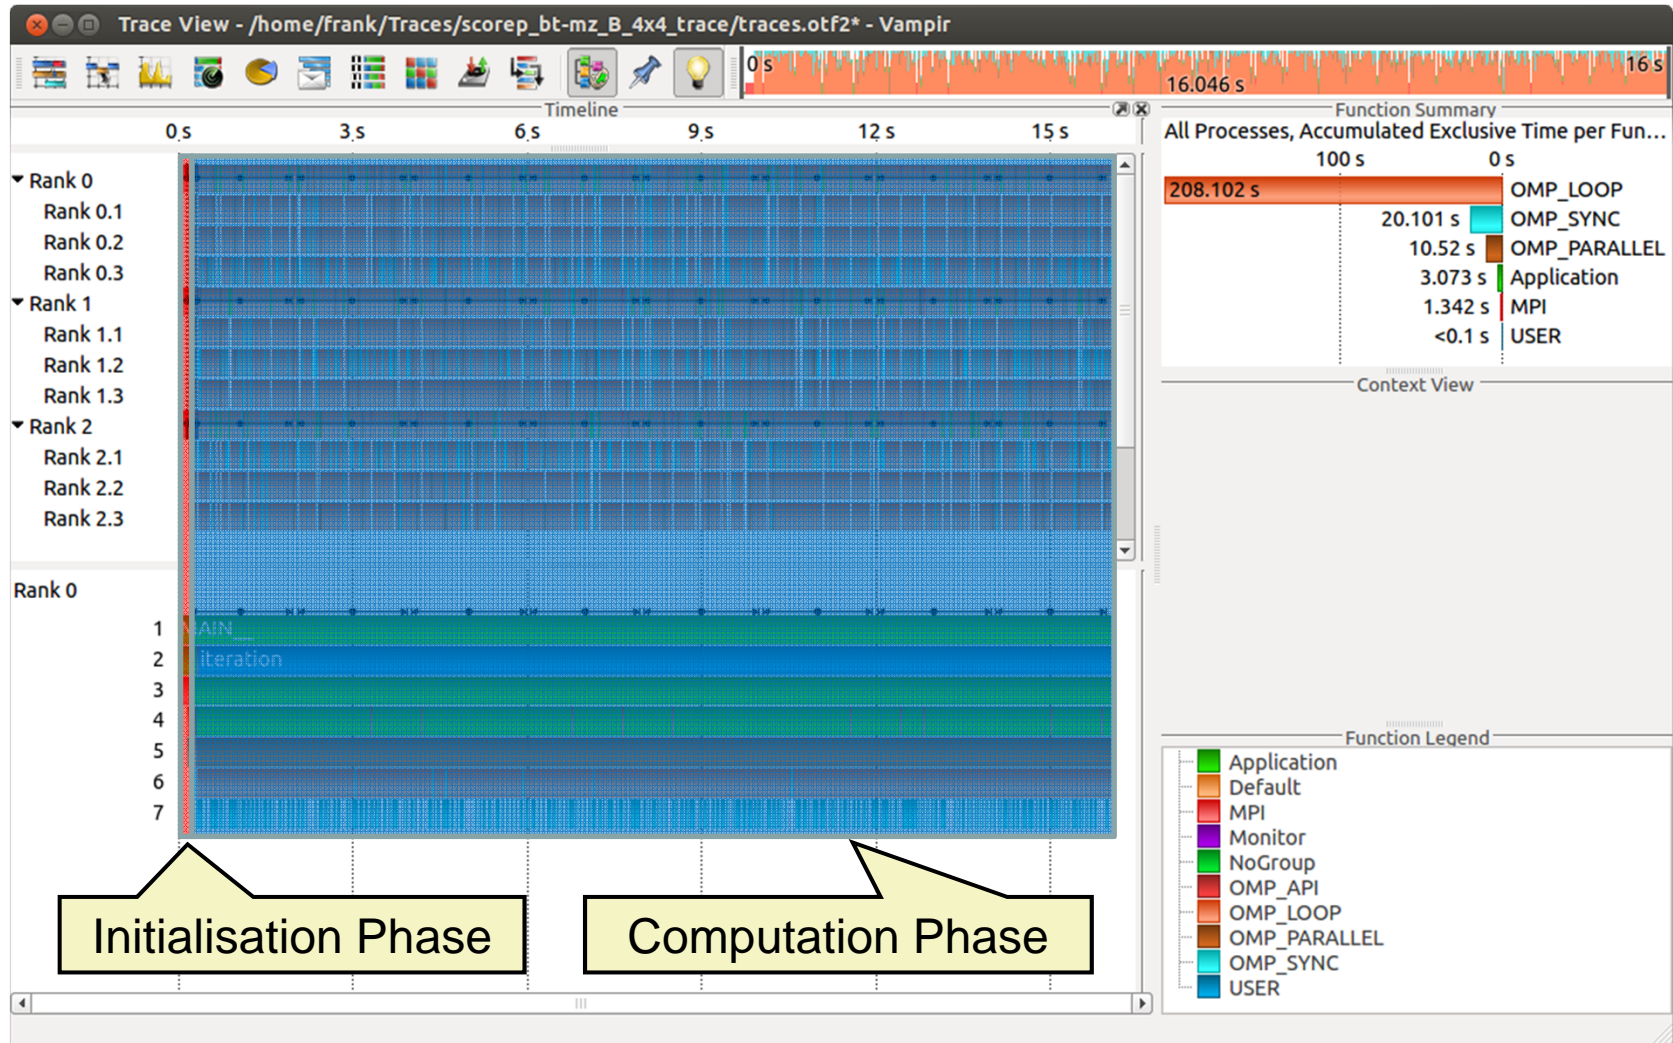 Trace View - /home/frank/Traces/scorep_bt-mz_B_4x4_trace/traces.otf2* - Vampir
0 s
16 s
16.046 s
Timeline
0 s
3 s
6 s
9 s
12 s
15 s
Rank 0
Rank 0.1
Rank 0.2
Rank 0.3
Rank 1
Rank 1.1
Rank 1.2
Rank 1.3
Rank 2
Rank 2.1
Rank 2.2
Rank 2.3
Rank 0
1
MAIN__
2
iteration
3
4
5
6
7
Initialisation Phase
Computation Phase
Function Summary
All Processes, Accumulated Exclusive Time per Fun...
100 s
0 s
208.102 s
OMP_LOOP
20.101 s
OMP_SYNC
10.52 s
OMP_PARALLEL
3.073 s
Application
1.342 s
MPI
<0.1 s
USER
Context View
Function Legend
Application
Default
MPI
Monitor
NoGroup
OMP_API
OMP_LOOP
OMP_PARALLEL
OMP_SYNC
USER